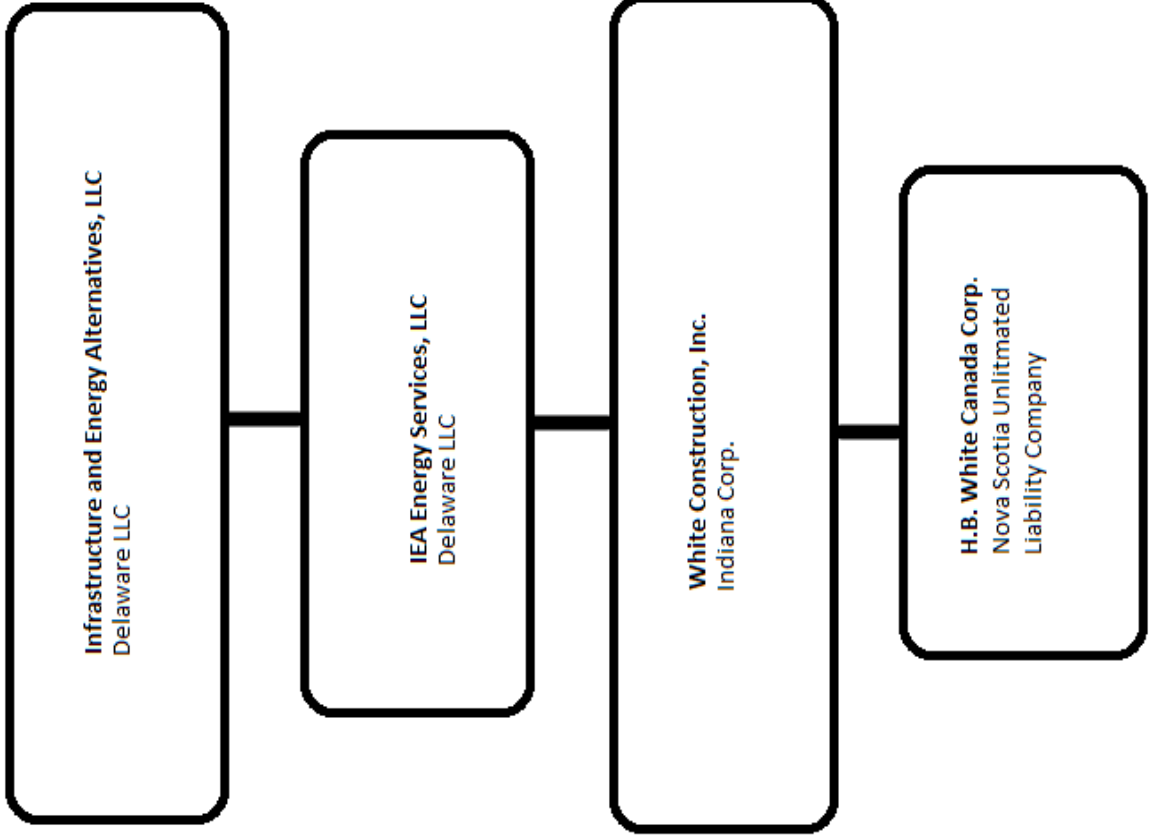 Infrastructure and Energy Alternatives, LLC
Delaware LLC
IEA Energy Services, LLC
Delaware LLC
White Construction, Inc.
Indiana Corp.
H.B. White Canada Corp.
Nova Scotia Unlitmated
Liability Company